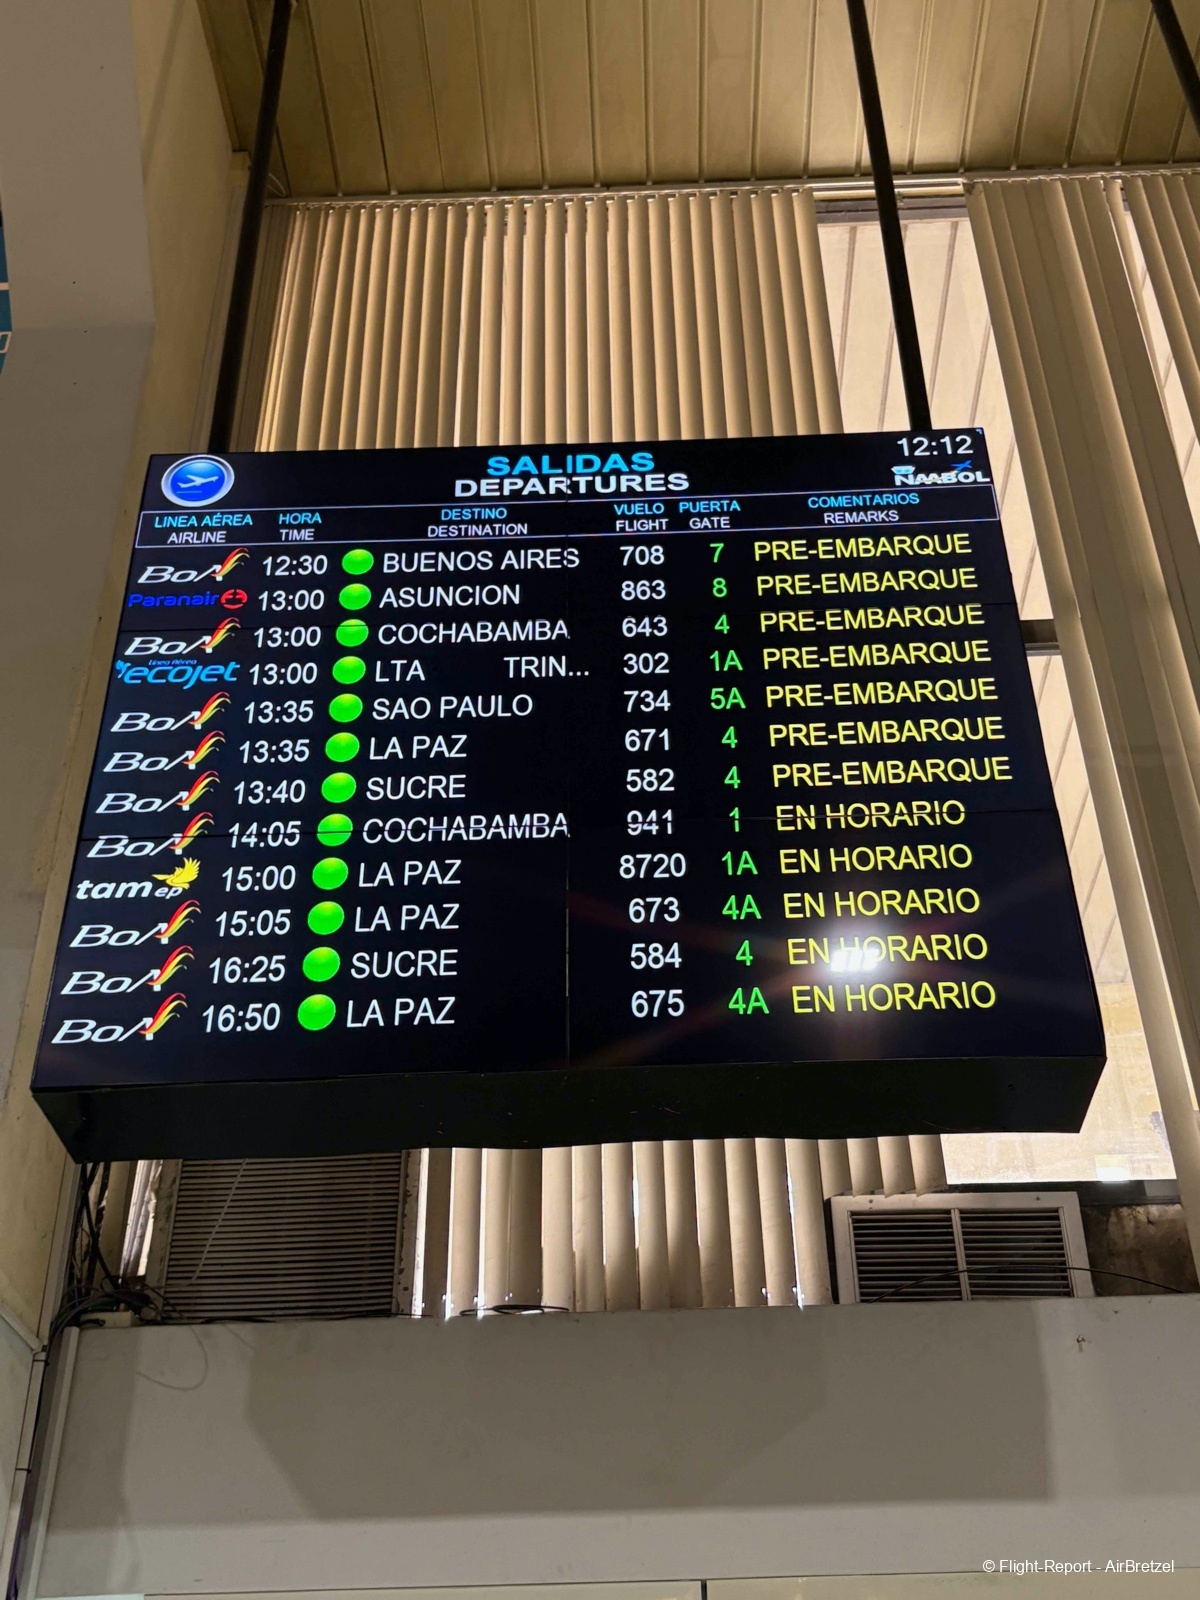 12:12
SALIDAS
DEPARTURES
NAABOL
LINEA AÉREA HORA DESTINO VUELO PUERTA COMENTARIOS
AIRLINE TIME DESTINATION FLIGHT GATE REMARKS
BoA 12:30 BUENOS AIRES 708 7 PRE-EMBARQUE
Paranair 13:00 ASUNCION 863 8 PRE-EMBARQUE
BoA 13:00 COCHABAMBA 643 4 PRE-EMBARQUE
Línea Aérea ecojet 13:00 LTA TRIN... 302 1A PRE-EMBARQUE
BoA 13:35 SAO PAULO 734 5A PRE-EMBARQUE
BoA 13:35 LA PAZ 671 4 PRE-EMBARQUE
BoA 13:40 SUCRE 582 4 PRE-EMBARQUE
BoA 14:05 COCHABAMBA 941 1 EN HORARIO
tam ep 15:00 LA PAZ 8720 1A EN HORARIO
BoA 15:05 LA PAZ 673 4A EN HORARIO
BoA 16:25 SUCRE 584 4 EN HORARIO
BoA 16:50 LA PAZ 675 4A EN HORARIO
© Flight-Report - AirBretzel